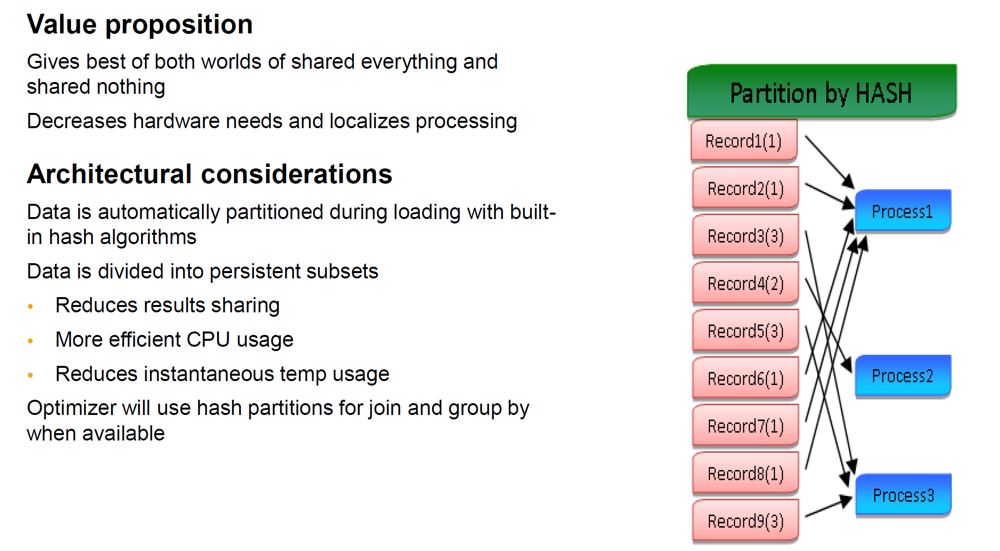 Value proposition
Gives best of both worlds of shared everything and
shared nothing
Decreases hardware needs and localizes processing
Architectural considerations
Data is automatically partitioned during loading with built-
in hash algorithms
Data is divided into persistent subsets
• Reduces results sharing
• More efficient CPU usage
• Reduces instantaneous temp usage
Optimizer will use hash partitions for join and group by
when available
Partition by HASH
Record1(1)
Record2(1)
Record3(3)
Record4(2)
Record5(3)
Record6(1)
Record7(1)
Record8(1)
Record9(3)
Process1
Process2
Process3